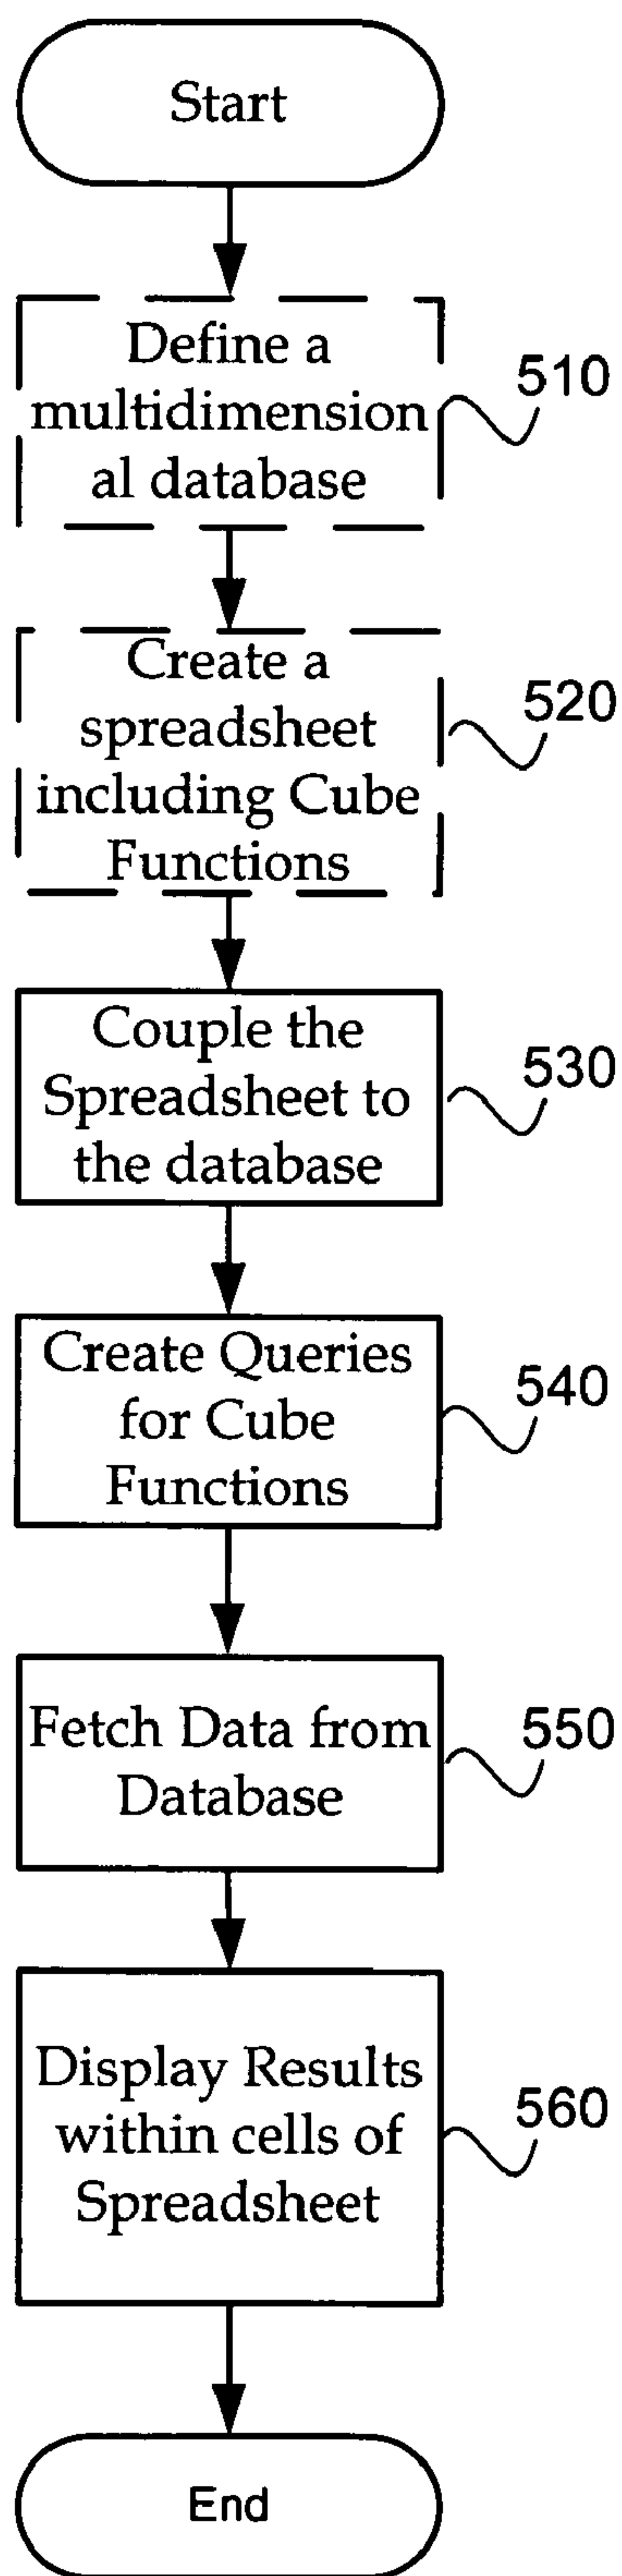 Start
Define a
multidimension
al database
510
Create a
spreadsheet
including Cube
Functions
520
Couple the
Spreadsheet to
the database
530
Create Queries
for Cube
Functions
540
Fetch Data from
Database
550
Display Results
within cells of
Spreadsheet
560
End